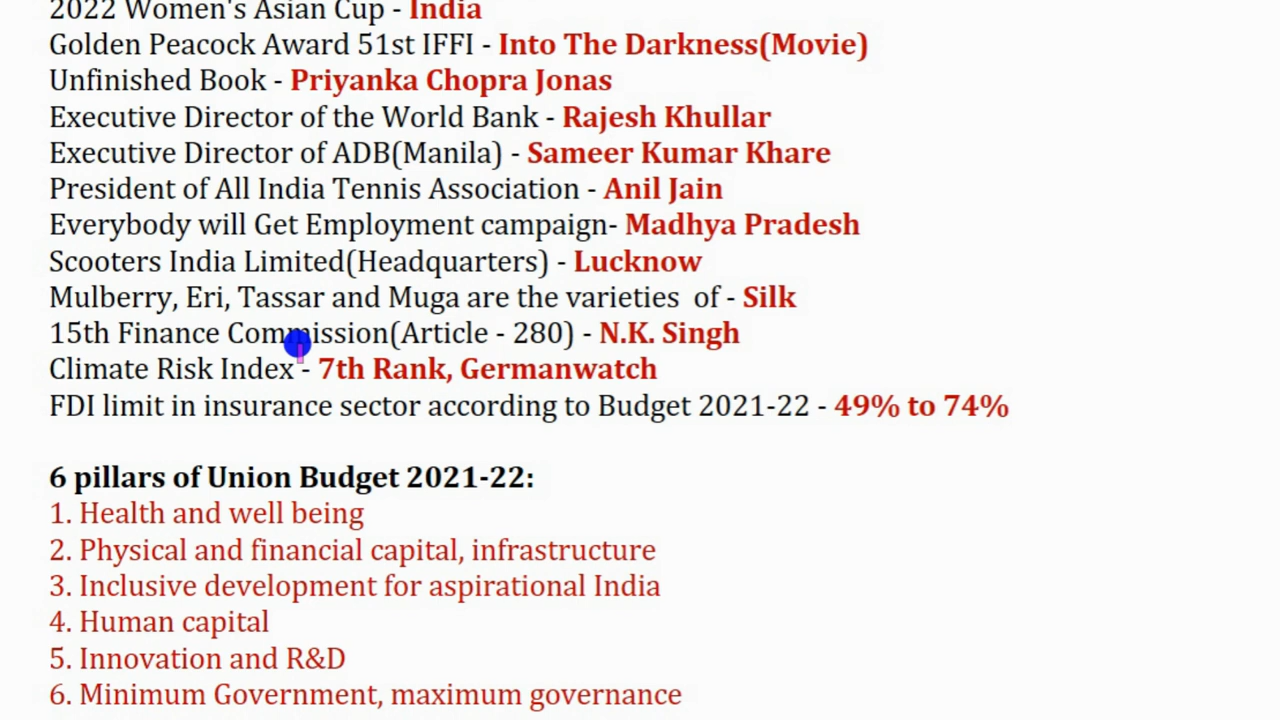 2022 Women's Asian Cup - India
Golden Peacock Award 51st IFFI - Into The Darkness(Movie)
Unfinished Book - Priyanka Chopra Jonas
Executive Director of the World Bank - Rajesh Khullar
Executive Director of ADB(Manila) - Sameer Kumar Khare
President of All India Tennis Association - Anil Jain
Everybody will Get Employment campaign- Madhya Pradesh
Scooters India Limited(Headquarters) - Lucknow
Mulberry, Eri, Tassar and Muga are the varieties  of - Silk
15th Finance Commission(Article - 280) - N.K. Singh
Climate Risk Index - 7th Rank, Germanwatch
FDI limit in insurance sector according to Budget 2021-22 - 49% to 74%
6 pillars of Union Budget 2021-22:
1. Health and well being
2. Physical and financial capital, infrastructure
3. Inclusive development for aspirational India
4. Human capital
5. Innovation and R&D
6. Minimum Government, maximum governance